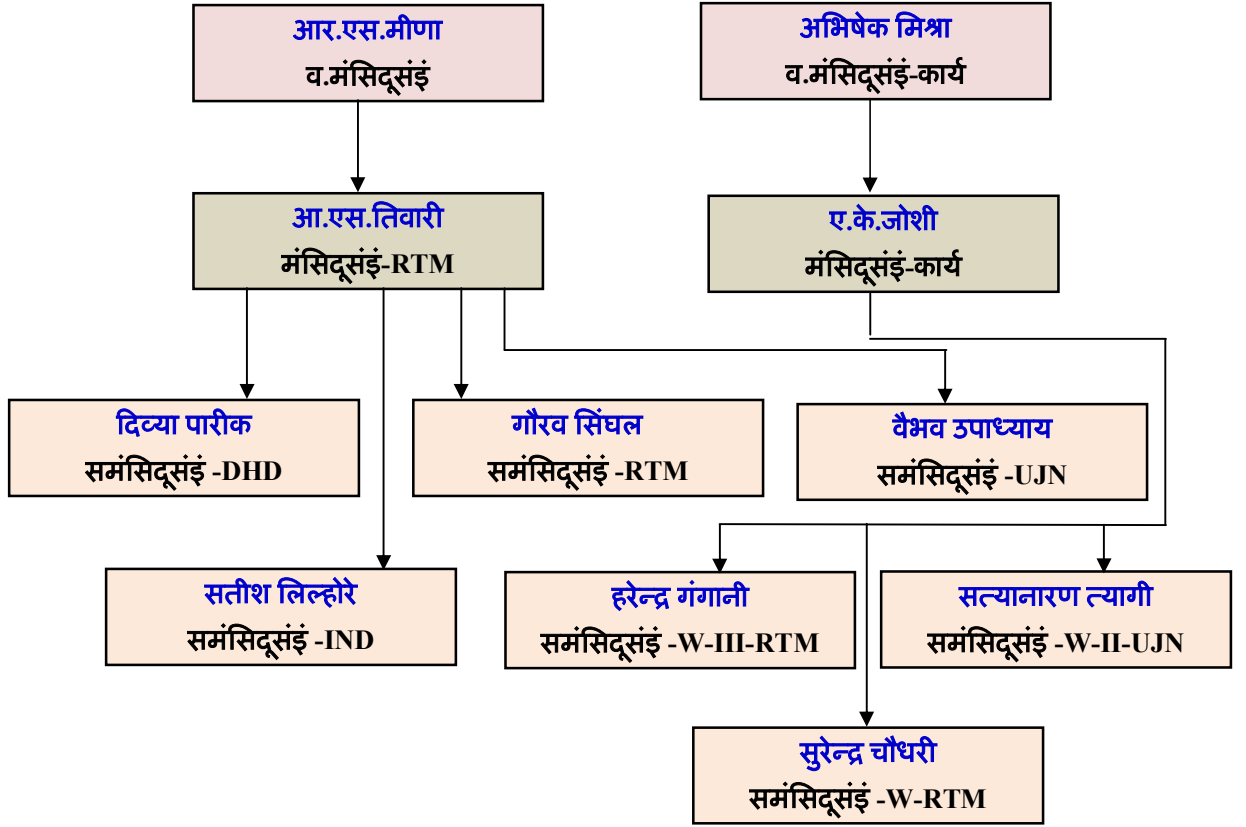 आर.एस.मीणा
व.मंसिदूसंइं
अभिषेक मिश्रा
व.मंसिदूसंइं-कार्य
आ.एस.तिवारी
मंसिदूसंइं-RTM
ए.के.जोशी
मंसिदूसंइं-कार्य
दिव्या पारीक
समंसिदूसंइं -DHD
गौरव सिंघल
समंसिदूसंइं -RTM
वैभव उपाध्याय
समंसिदूसंइं -UJN
सतीश लिल्होरे
समंसिदूसंइं -IND
हरेन्द्र गंगानी
समंसिदूसंइं -W-III-RTM
सत्यानारण त्यागी
समंसिदूसंइं -W-II-UJN
सुरेन्द्र चौधरी
समंसिदूसंइं -W-RTM